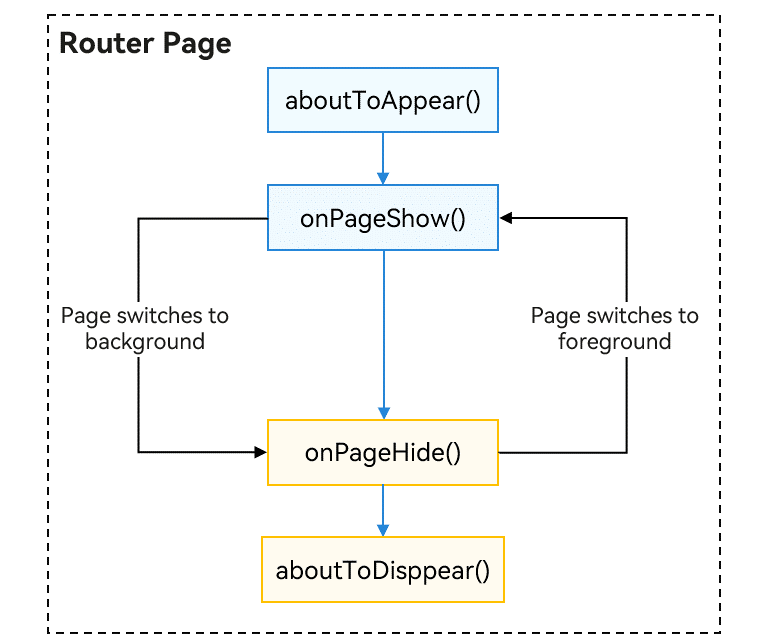 Router Page
aboutToAppear()
onPageShow()
Page switches to
background
Page switches to
foreground
onPageHide()
aboutToDisppear()